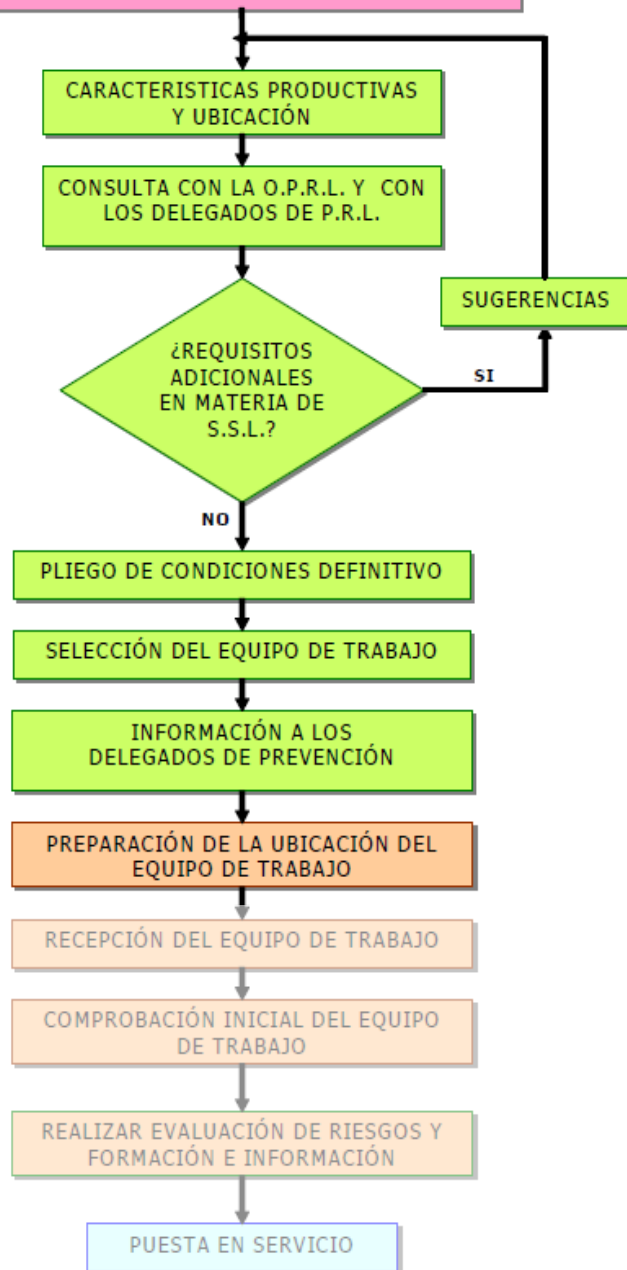 CARACTERISTICAS PRODUCTIVAS
Y UBICACIÓN
CONSULTA CON LA O.P.R.L. Y CON
LOS DELEGADOS DE P.R.L.
SUGERENCIAS
¿REQUISITOS
ADICIONALES
EN MATERIA DE
S.S.L.?
SI
NO
PLIEGO DE CONDICIONES DEFINITIVO
SELECCIÓN DEL EQUIPO DE TRABAJO
INFORMACIÓN A LOS
DELEGADOS DE PREVENCIÓN
PREPARACIÓN DE LA UBICACIÓN DEL
EQUIPO DE TRABAJO
RECEPCIÓN DEL EQUIPO DE TRABAJO
COMPROBACIÓN INICIAL DEL EQUIPO
DE TRABAJO
REALIZAR EVALUACIÓN DE RIESGOS Y
FORMACIÓN E INFORMACIÓN
PUESTA EN SERVICIO